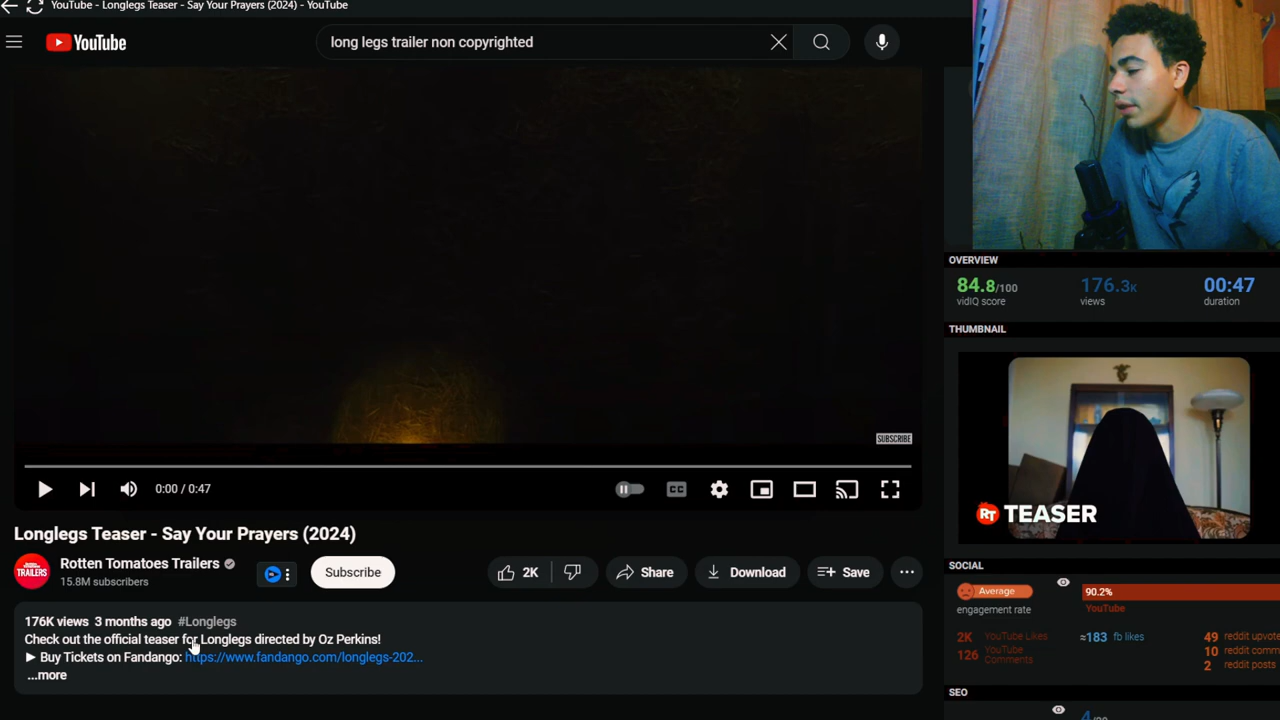 YouTube - Longlegs Teaser - Say Your Prayers (2024) - YouTube
YouTube
long legs trailer non copyrighted
SUBSCRIBE
0:00 / 0:47
CC
Longlegs Teaser - Say Your Prayers (2024)
TRAILERS
Rotten Tomatoes Trailers
15.8M subscribers
Subscribe
2K
Share
Download
Save
176K views 3 months ago #Longlegs
Check out the official teaser for Longlegs directed by Oz Perkins!
► Buy Tickets on Fandango: https://www.fandango.com/longlegs-202...
...more
OVERVIEW
84.8/100
vidIQ score
176.3K
views
00:47
duration
THUMBNAIL
RT TEASER
SOCIAL
Average
engagement rate
90.2%
YouTube
2K YouTube Likes
126 YouTube Comments
≈183 fb likes
49 reddit upvote
10 reddit comm
2 reddit posts
SEO